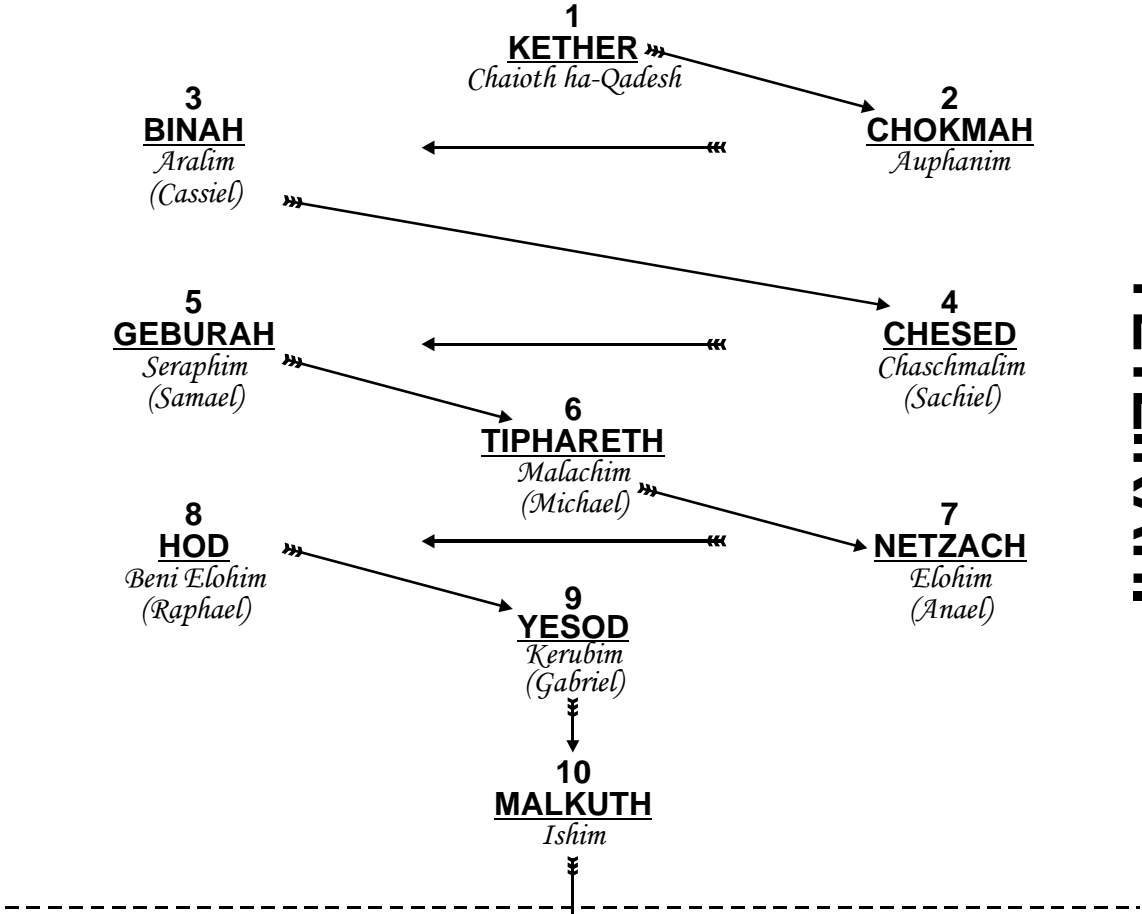 1
KETHER
Chaioth ha-Qadesh
3
BINAH
Aralim
(Cassiel)
2
CHOKMAH
Auphanim
5
GEBURAH
Seraphim
(Samael)
4
CHESED
Chaschmalim
(Sachiel)
6
TIPHARETH
Malachim
(Michael)
8
HOD
Beni Elohim
(Raphael)
7
NETZACH
Elohim
(Anael)
9
YESOD
Kerubim
(Gabriel)
10
MALKUTH
Ishim